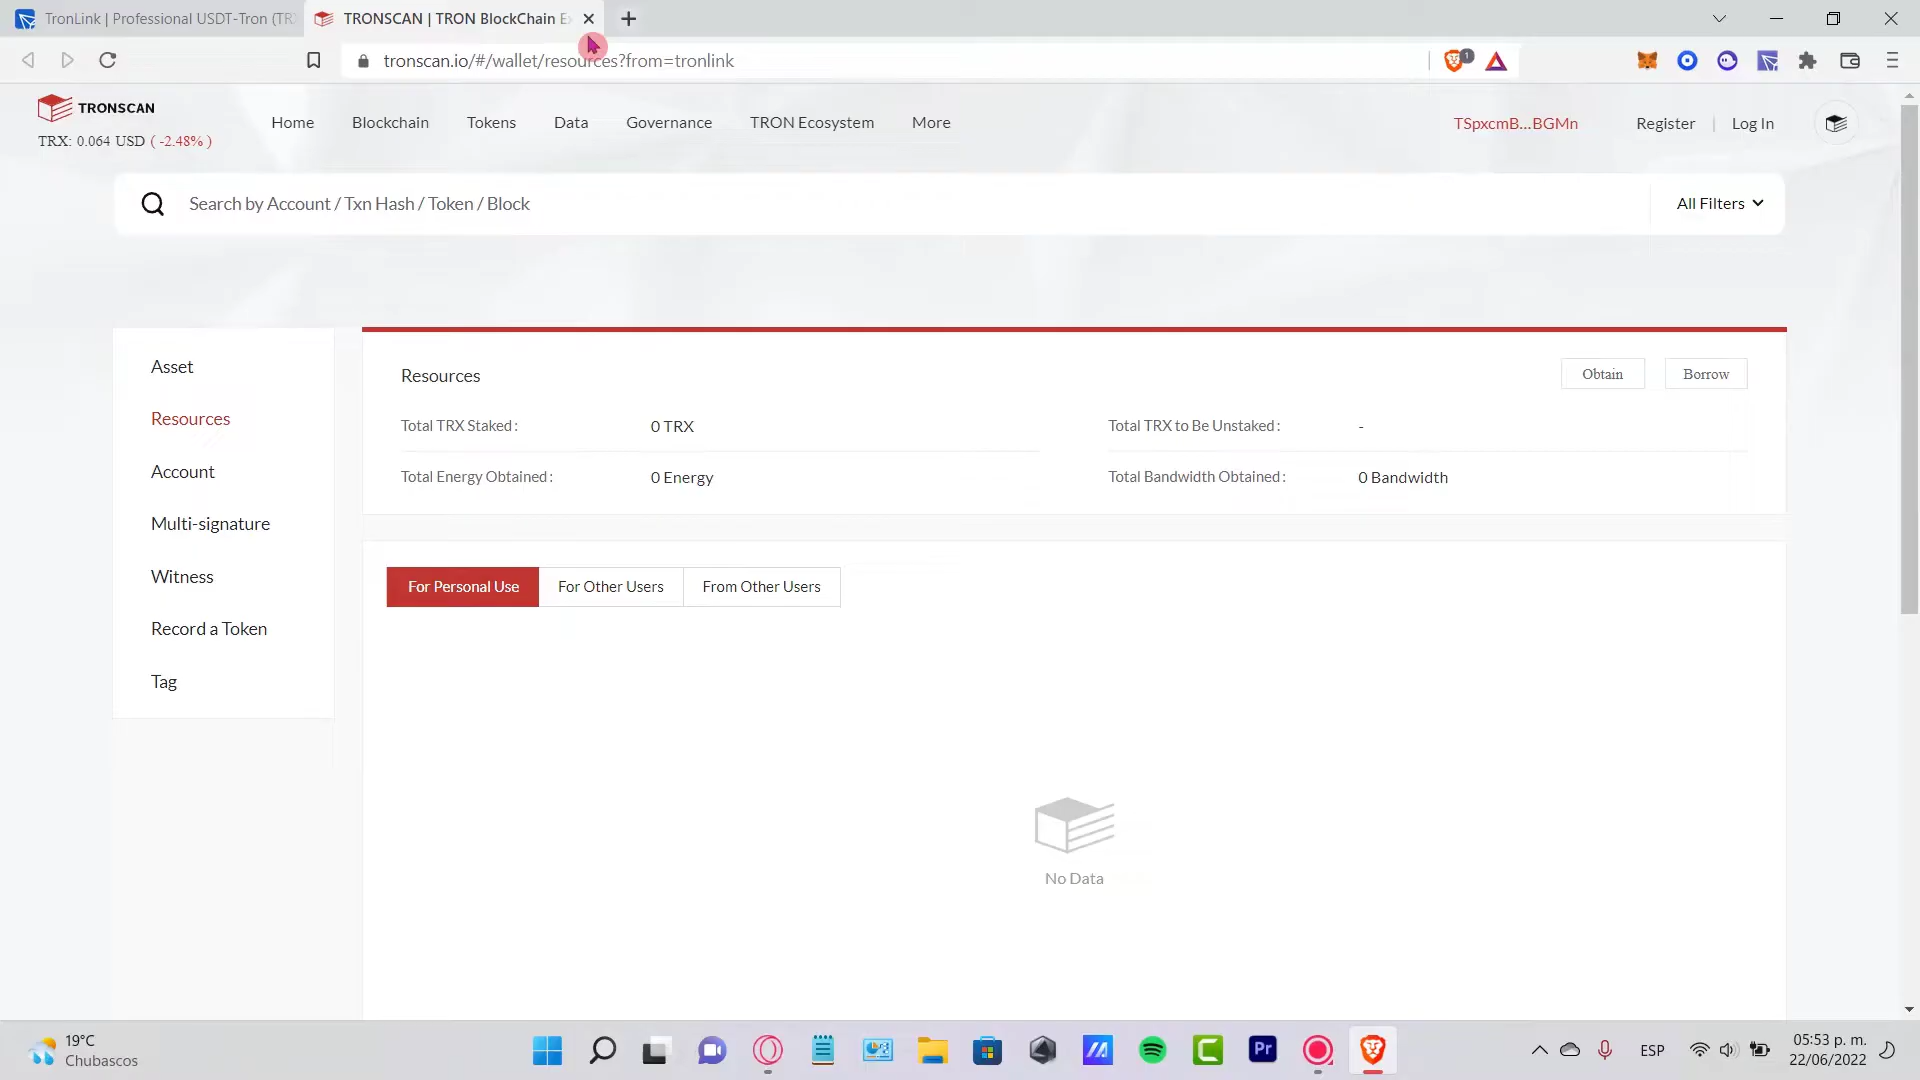 TronLink | Professional USDT-Tron (TR
TRONSCAN | TRON BlockChain E
tronscan.io/#/wallet/resources?from=tronlink
1
TRONSCAN
TRX: 0.064 USD ( -2.48% )
Home
Blockchain
Tokens
Data
Governance
TRON Ecosystem
More
TSpxcmB...BGMn
Register
Log In
Search by Account / Txn Hash / Token / Block
All Filters
Asset
Resources
Account
Multi-signature
Witness
Record a Token
Tag
Resources
Obtain
Borrow
Total TRX Staked :
0 TRX
Total TRX to Be Unstaked :
-
Total Energy Obtained :
0 Energy
Total Bandwidth Obtained :
0 Bandwidth
For Personal Use
For Other Users
From Other Users
No Data
19°C
Chubascos
Pr
ESP
05:53 p. m.
22/06/2022